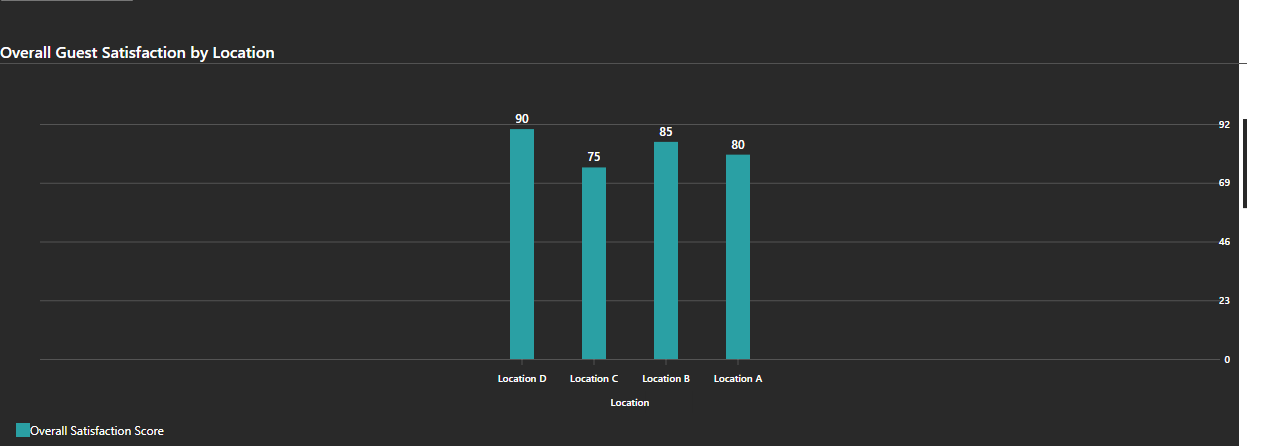 Overall Guest Satisfaction by Location
90
75
85
80
92
69
46
23
0
Location D
Location C
Location B
Location A
Location
Overall Satisfaction Score